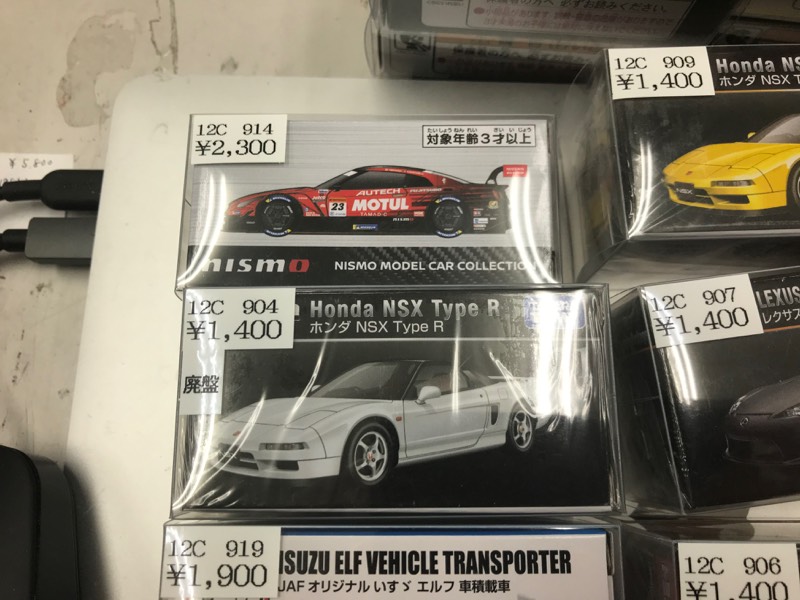 ¥5,800
12C 914
¥2,300
たいしょうねんれい さいいじょう
対象年齢3才以上
AUTECH
MOTUL
23
nismo
NISMO MODEL CAR COLLECTION
12C 909
¥1,400
Honda NS
ホンダ NSX T
12C 904
¥1,400
廃盤
Honda NSX Type R
ホンダ NSX Type R
12C 907
¥1,400
LEXUS
レクサス
12C 919
¥1,900
ISUZU ELF VEHICLE TRANSPORTER
JAF オリジナル いすゞ エルフ 車積載車
12C 906
¥1,400